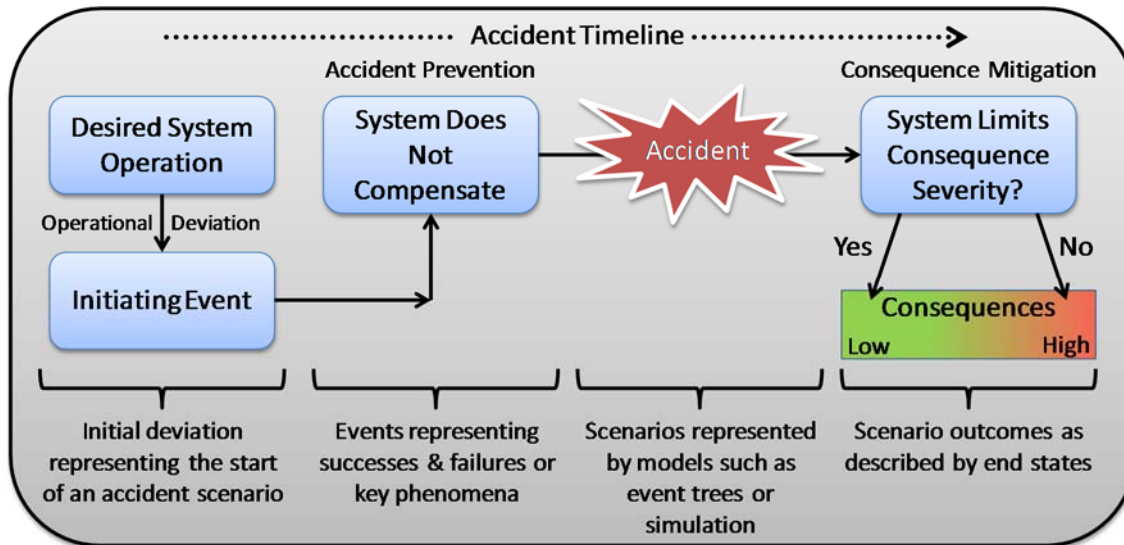 Accident Timeline
Accident Prevention
Consequence Mitigation
Desired System
Operation
System Does
Not
Compensate
Accident
System Limits
Consequence
Severity?
Operational Deviation
Yes
No
Initiating Event
Consequences
Low
High
Initial deviation
representing the start
of an accident scenario
Events representing
successes & failures or
key phenomena
Scenarios represented
by models such as
event trees or
simulation
Scenario outcomes as
described by end states